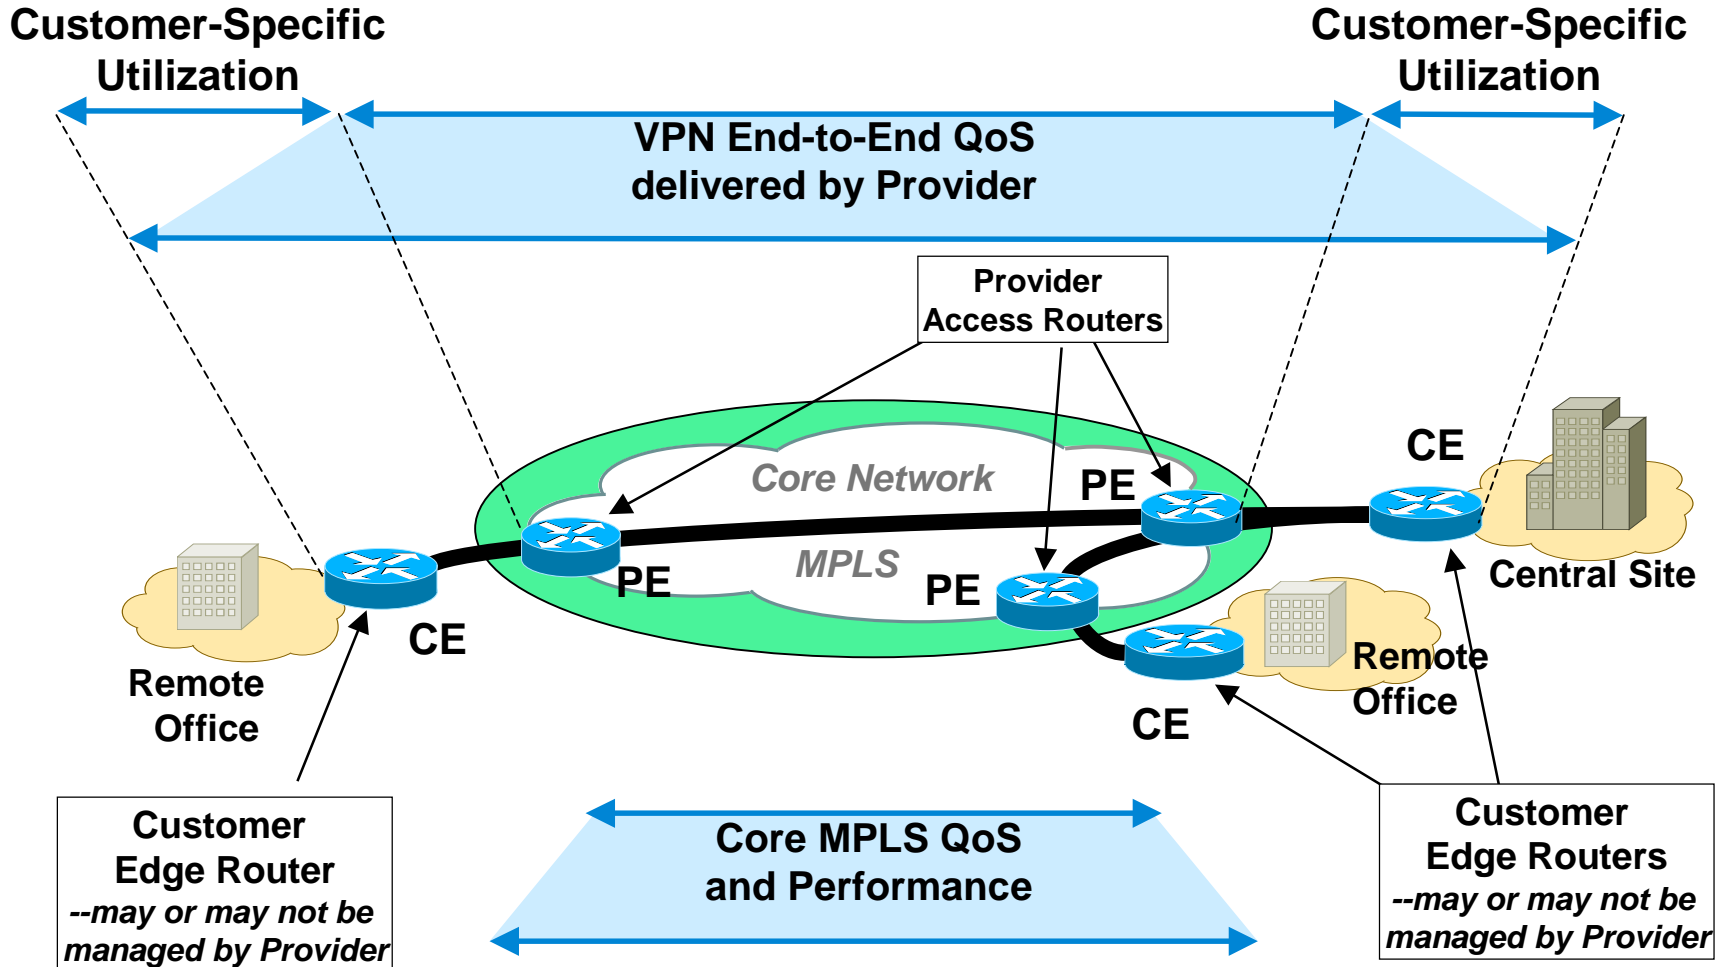 Customer-Specific
Utilization
Customer-Specific
Utilization
VPN End-to-End QoS
delivered by Provider
Provider
Access Routers
Core Network
MPLS
PE
PE
PE
CE
CE
CE
Central Site
Remote
Office
Remote
Office
Customer
Edge Router
--may or may not be
managed by Provider
Core MPLS QoS
and Performance
Customer
Edge Routers
--may or may not be
managed by Provider